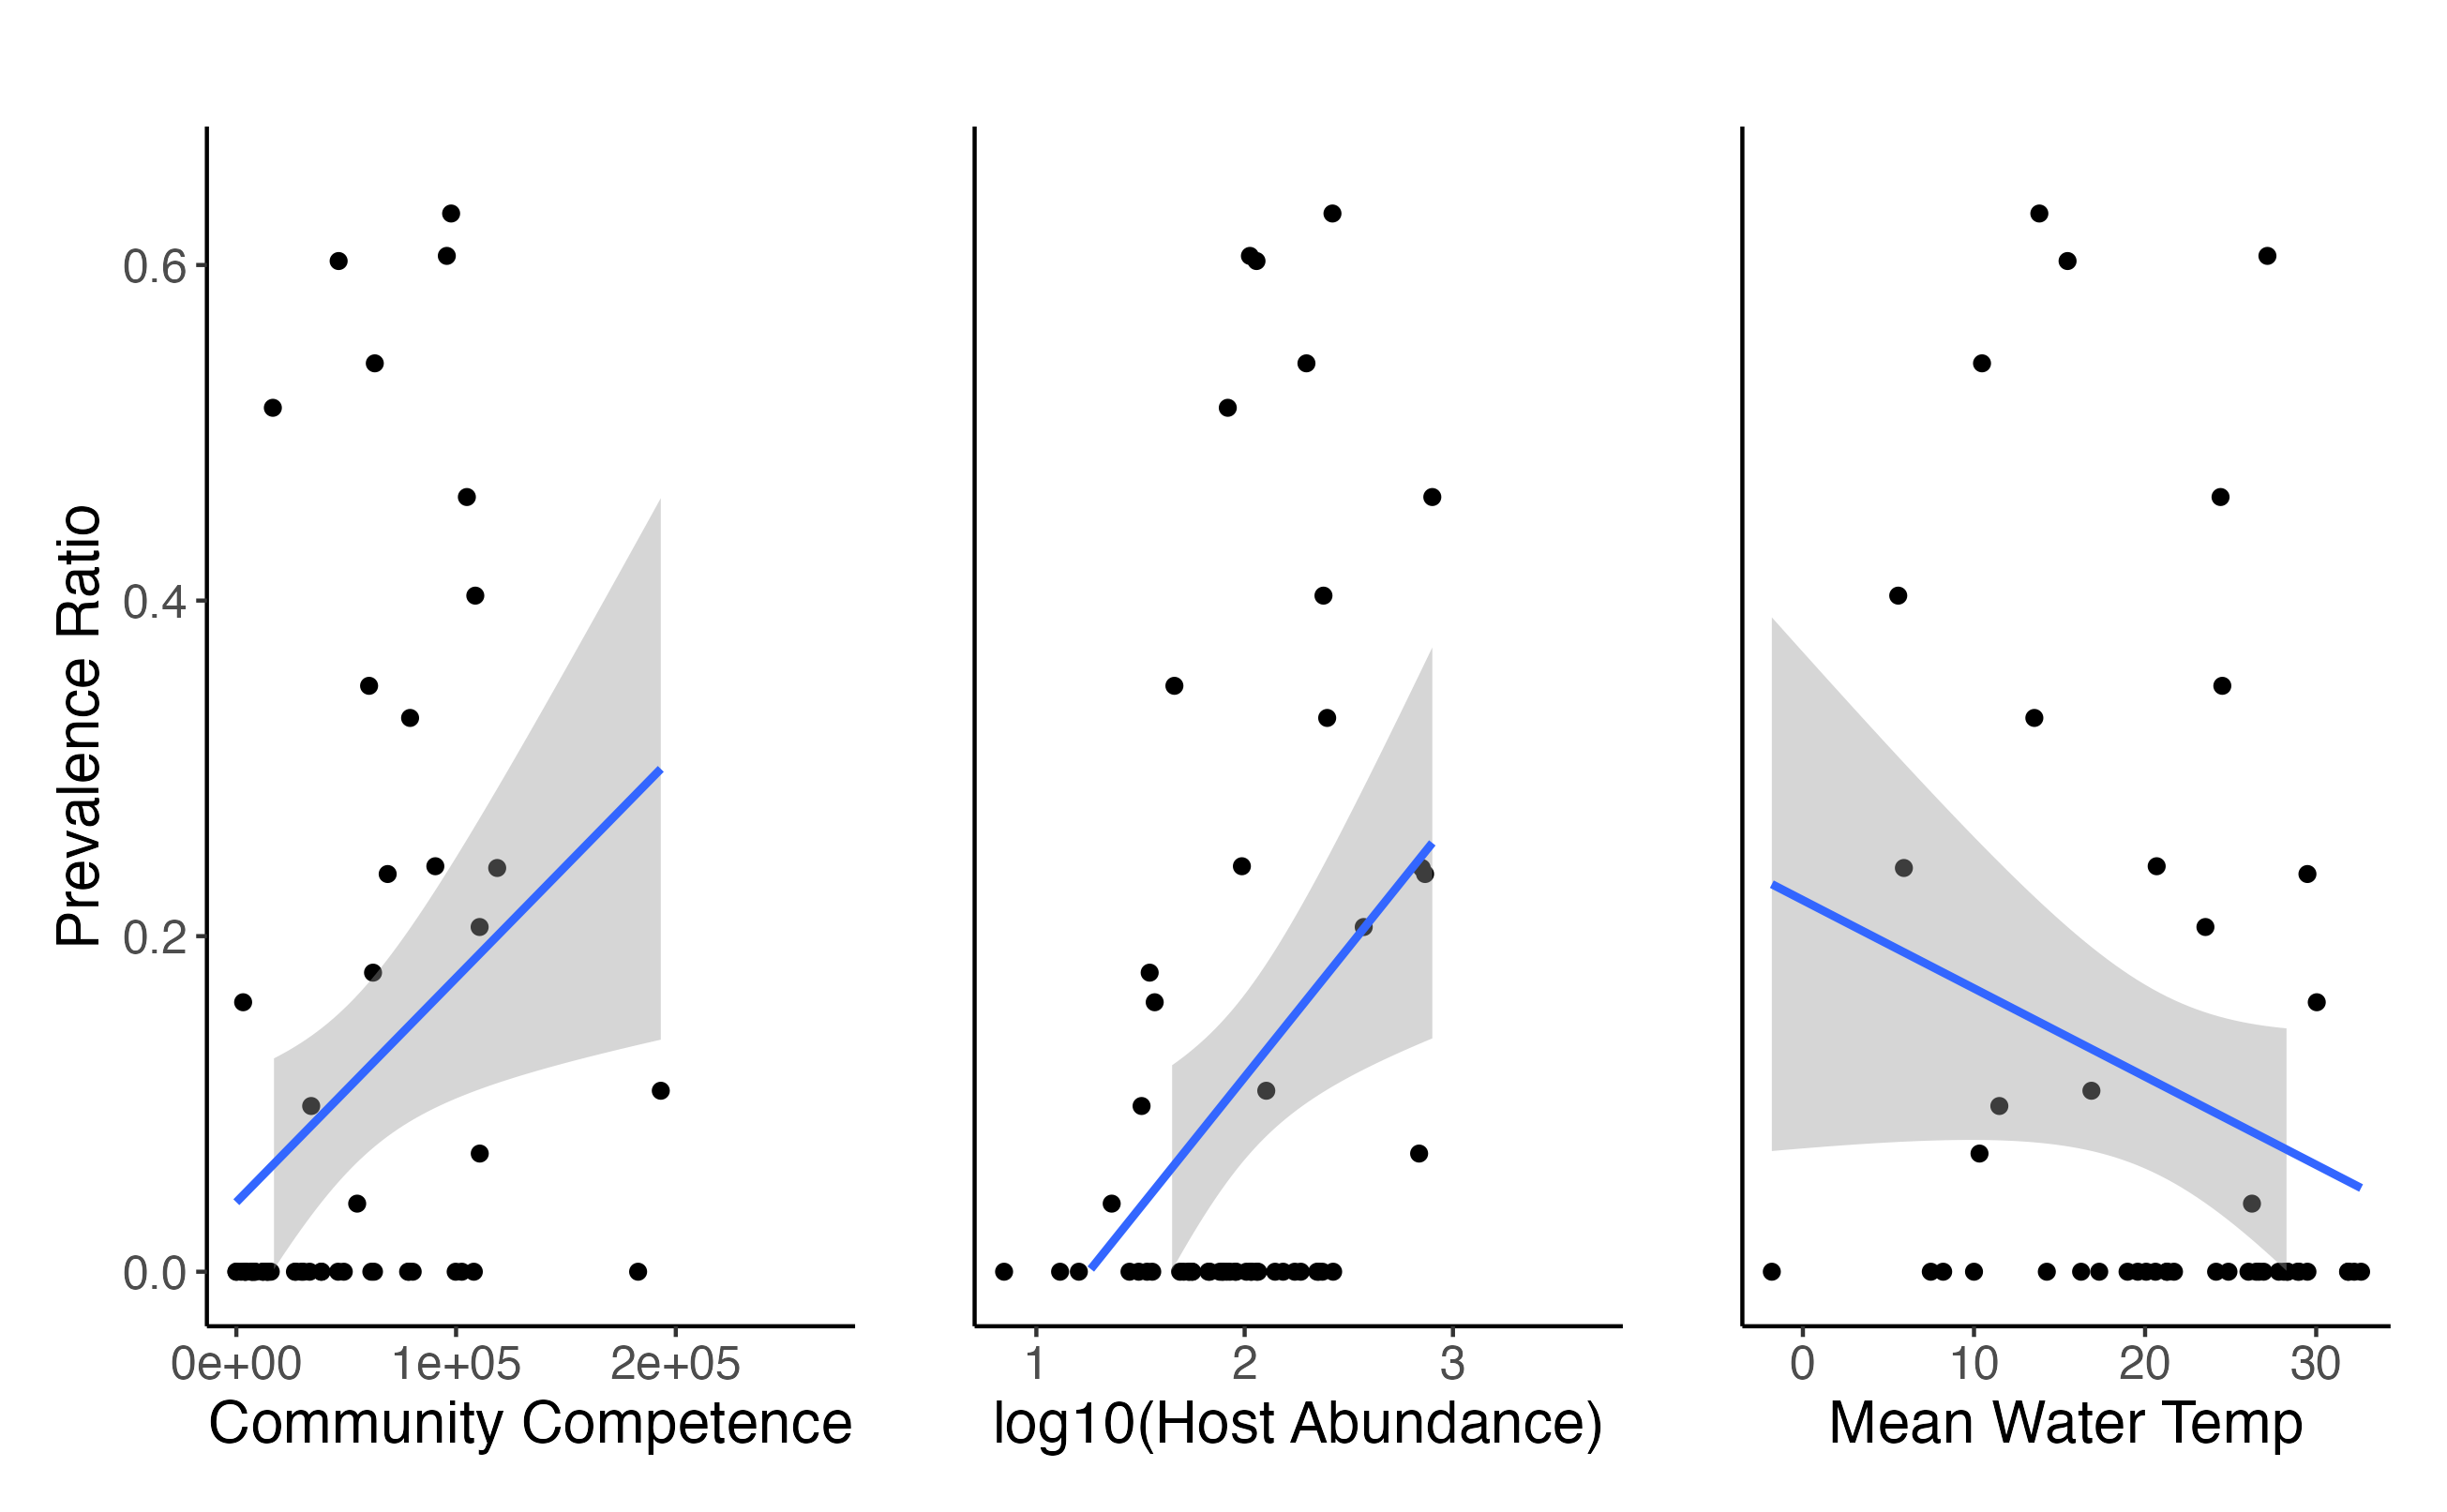 Prevalence Ratio
0.6
0.4
0.2
0.0
0e+00 1e+05 2e+05
Community Competence
1 2 3
log10(Host Abundance)
0 10 20 30
Mean Water Temp